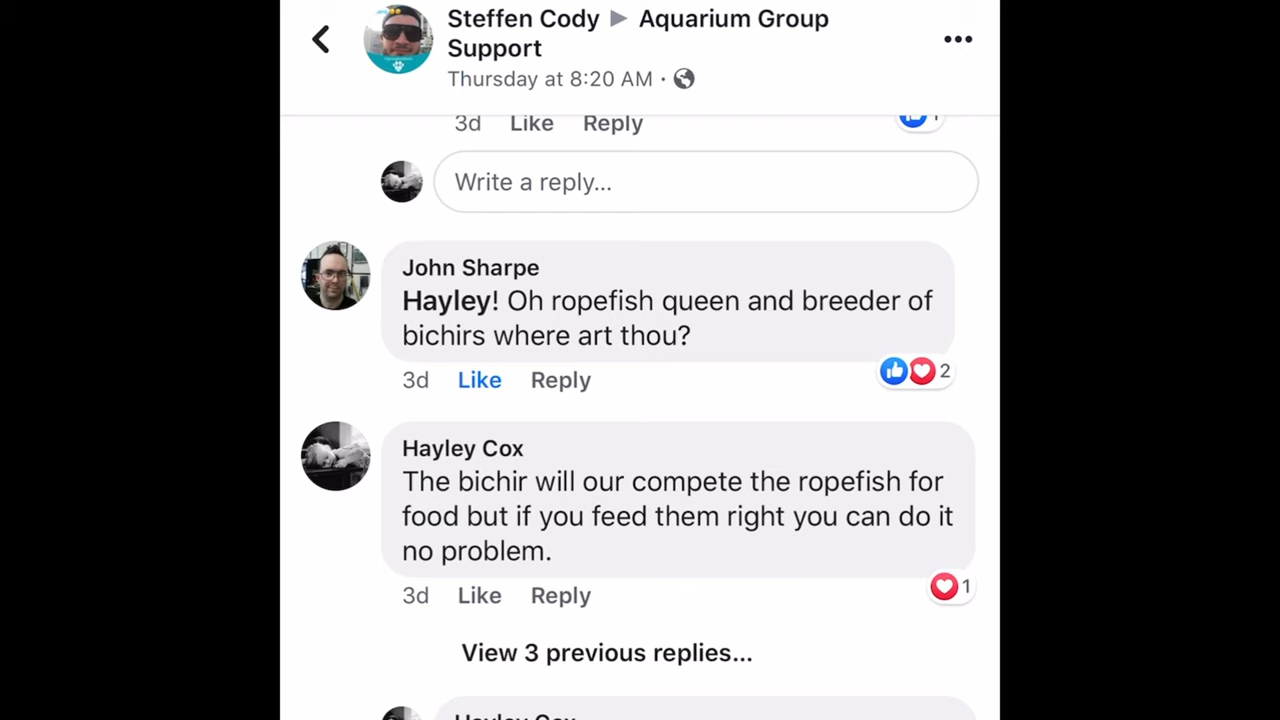 Steffen Cody ▶ Aquarium Group
Support
Thursday at 8:20 AM ·
3d Like Reply
Write a reply...
John Sharpe
Hayley! Oh ropefish queen and breeder of
bichirs where art thou?
3d Like Reply 2
Hayley Cox
The bichir will our compete the ropefish for
food but if you feed them right you can do it
no problem.
3d Like Reply 1
View 3 previous replies...
Hayley Cox